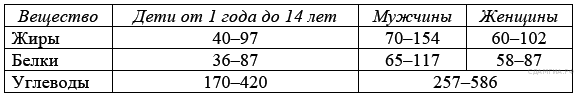 Вещество Дети от 1 года до 14 лет Мужчины Женщины
Жиры 40–97 70–154 60–102
Белки 36–87 65–117 58–87
Углеводы 170–420 257–586